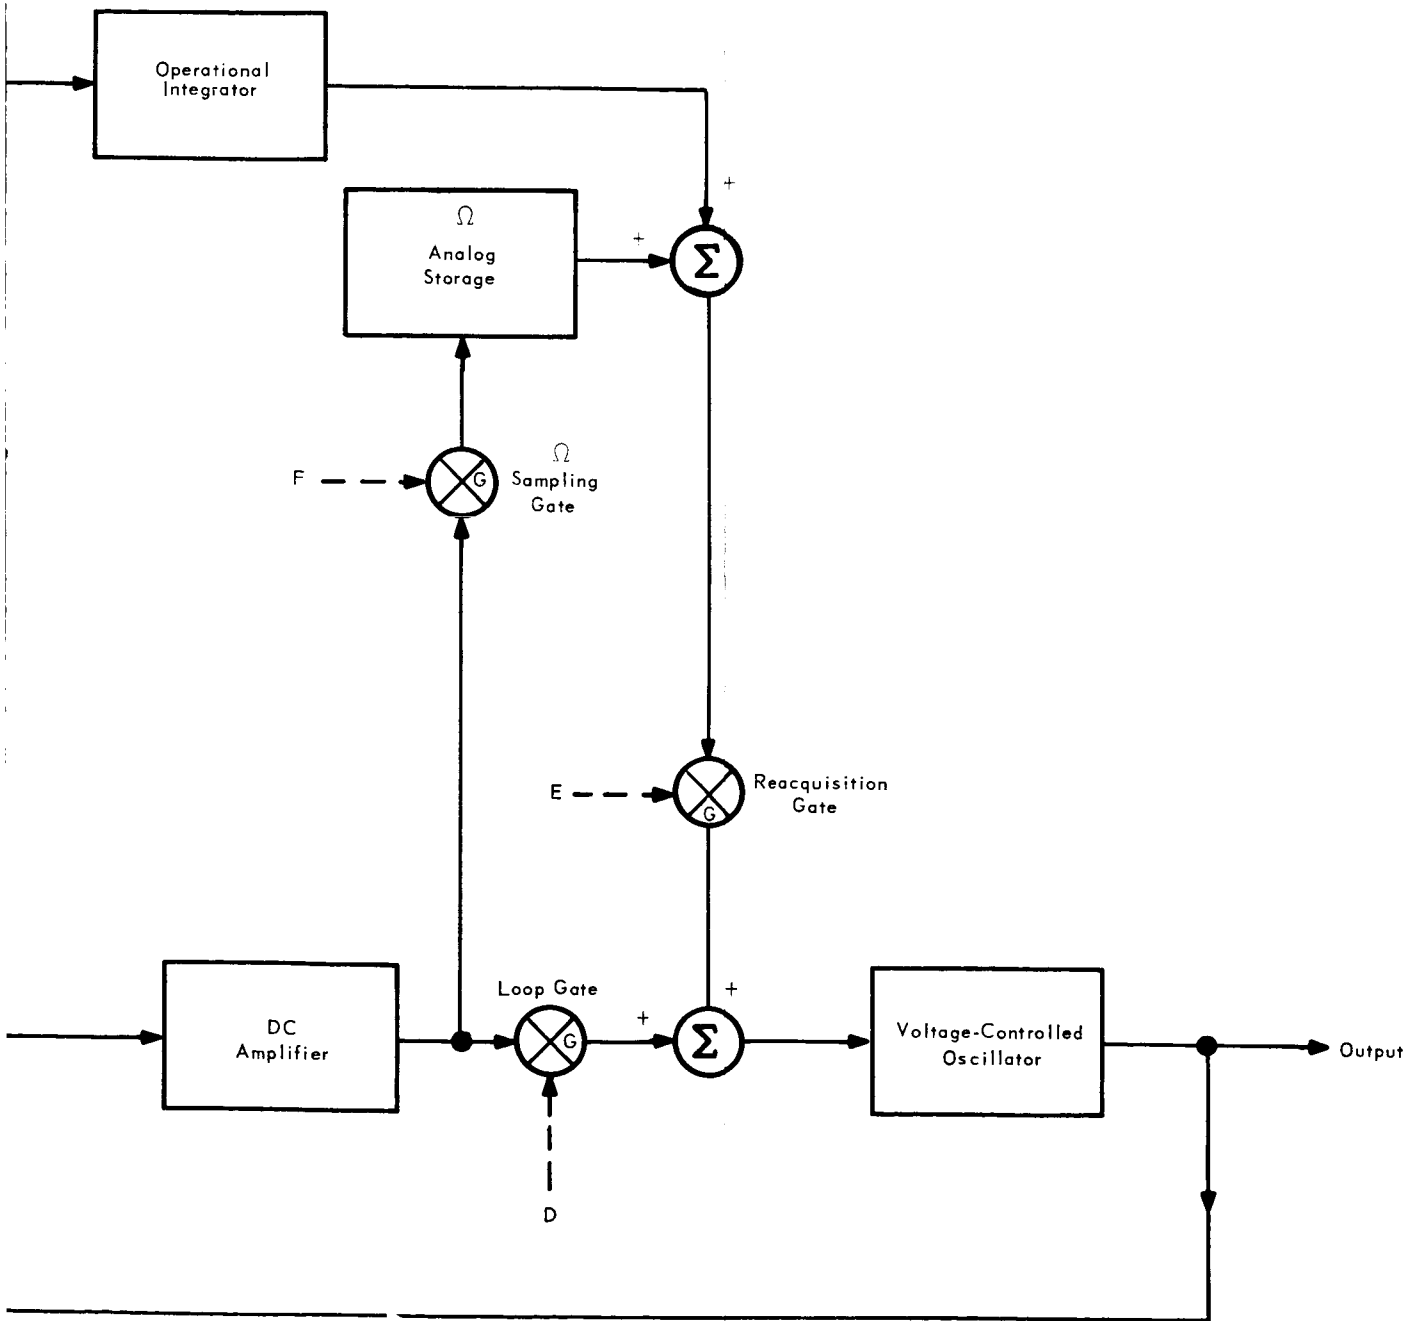 Operational
Integrator
+
Ω
Analog
Storage
+
Σ
F
G
Ω
Sampling
Gate
E
G
Reacquisition
Gate
DC
Amplifier
Loop Gate
G
+
+
Σ
Voltage-Controlled
Oscillator
Output
D